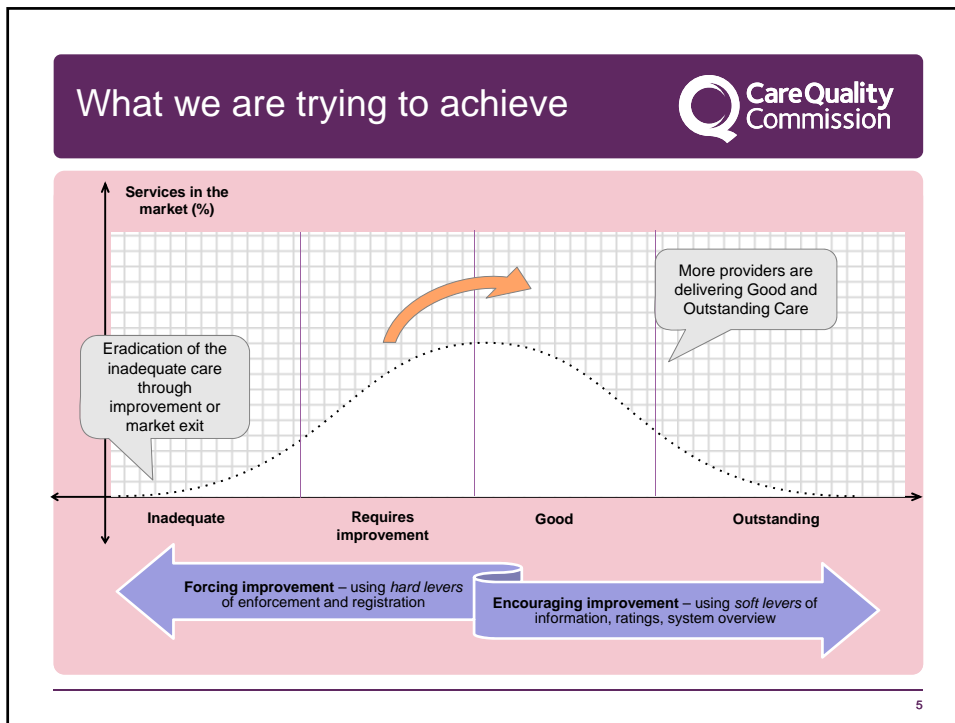 What we are trying to achieve
CareQuality
Commission
Services in the
market (%)
More providers are
delivering Good and
Outstanding Care
Eradication of the
inadequate care
through
improvement or
market exit
Inadequate
Requires
improvement
Good
Outstanding
Forcing improvement – using hard levers
of enforcement and registration
Encouraging improvement – using soft levers of
information, ratings, system overview
5